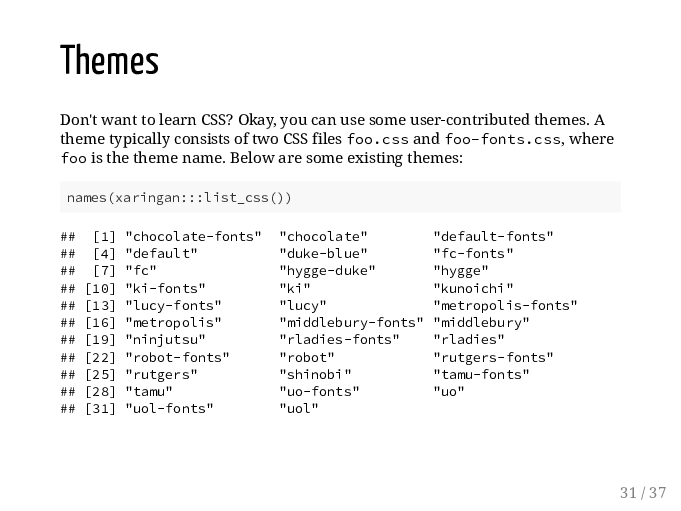 Themes
Don't want to learn CSS? Okay, you can use some user-contributed themes. A
theme typically consists of two CSS files foo.css and foo-fonts.css, where
foo is the theme name. Below are some existing themes:
names(xaringan:::list_css())
##  [1] "chocolate-fonts"  "chocolate"        "default-fonts"
##  [4] "default"          "duke-blue"        "fc-fonts"
##  [7] "fc"               "hygge-duke"       "hygge"
## [10] "ki-fonts"         "ki"               "kunoichi"
## [13] "lucy-fonts"       "lucy"             "metropolis-fonts"
## [16] "metropolis"       "middlebury-fonts" "middlebury"
## [19] "ninjutsu"         "rladies-fonts"    "rladies"
## [22] "robot-fonts"      "robot"            "rutgers-fonts"
## [25] "rutgers"          "shinobi"          "tamu-fonts"
## [28] "tamu"             "uo-fonts"         "uo"
## [31] "uol-fonts"        "uol"
31 / 37